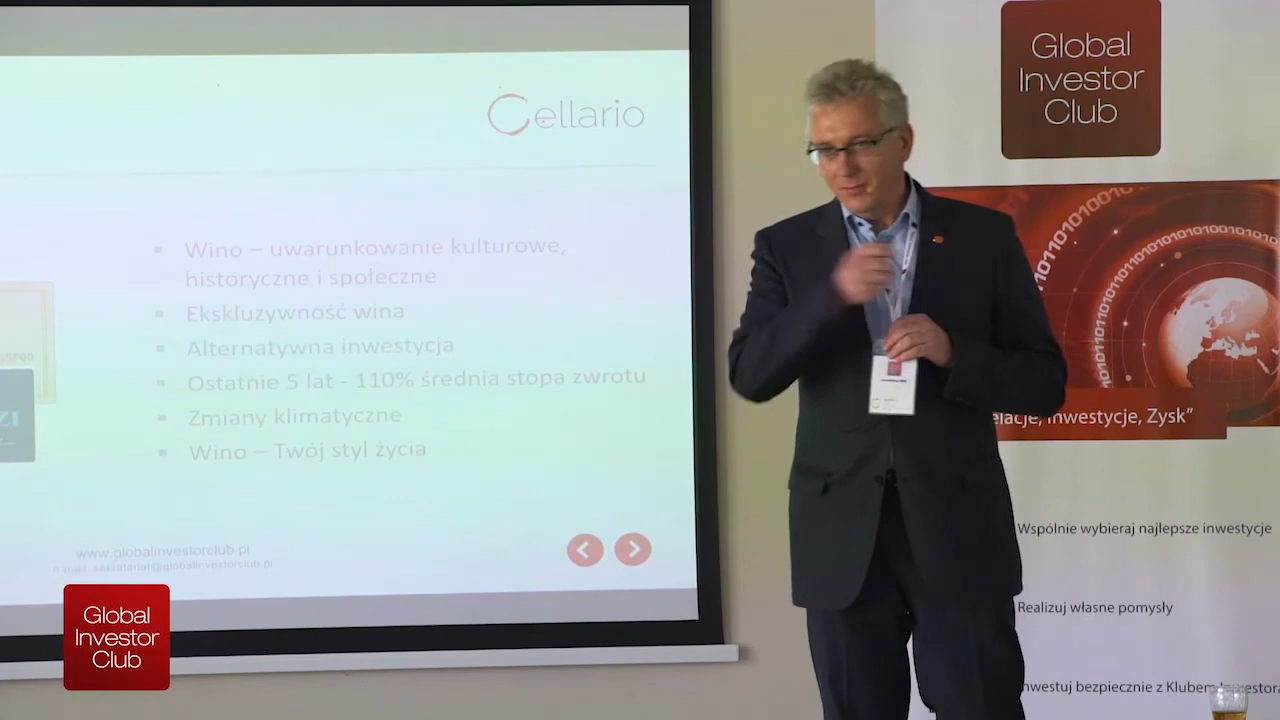 Cellario
Wino – uwarunkowanie kulturowe,
historyczne i społeczne
Ekskluzywność wina
Alternatywna inwestycja
Ostatnie 5 lat - 110% średnia stopa zwrotu
Zmiany klimatyczne
Wino – Twój styl życia
www.globalinvestorclub.pl
e mail: sekretariat@globalinvestorclub.pl
Global
Investor
Club
Global
Investor
Club
elacje, Inwestycje, Zysk”
Wspólnie wybieraj najlepsze inwestycje
Realizuj własne pomysły
nwestuj bezpiecznie z Klubem Inwestora